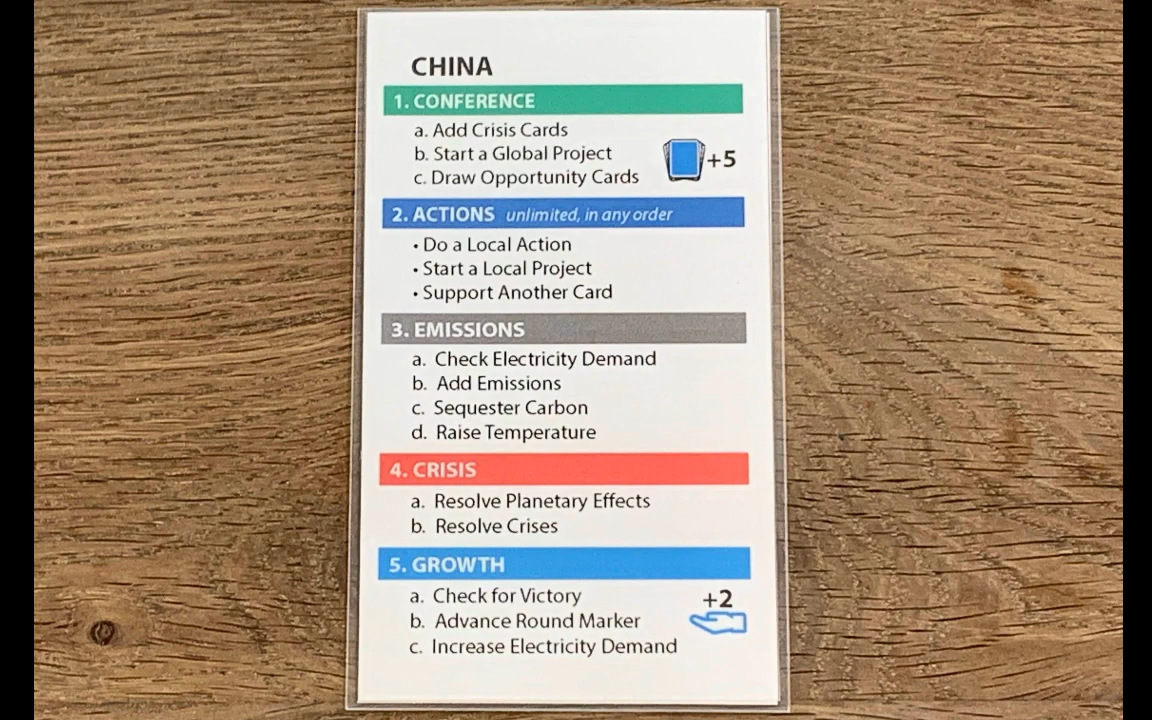 CHINA
1. CONFERENCE
a. Add Crisis Cards
b. Start a Global Project
c. Draw Opportunity Cards
+5
2. ACTIONS unlimited, in any order
• Do a Local Action
• Start a Local Project
• Support Another Card
3. EMISSIONS
a. Check Electricity Demand
b. Add Emissions
c. Sequester Carbon
d. Raise Temperature
4. CRISIS
a. Resolve Planetary Effects
b. Resolve Crises
5. GROWTH
a. Check for Victory
+2
b. Advance Round Marker
c. Increase Electricity Demand